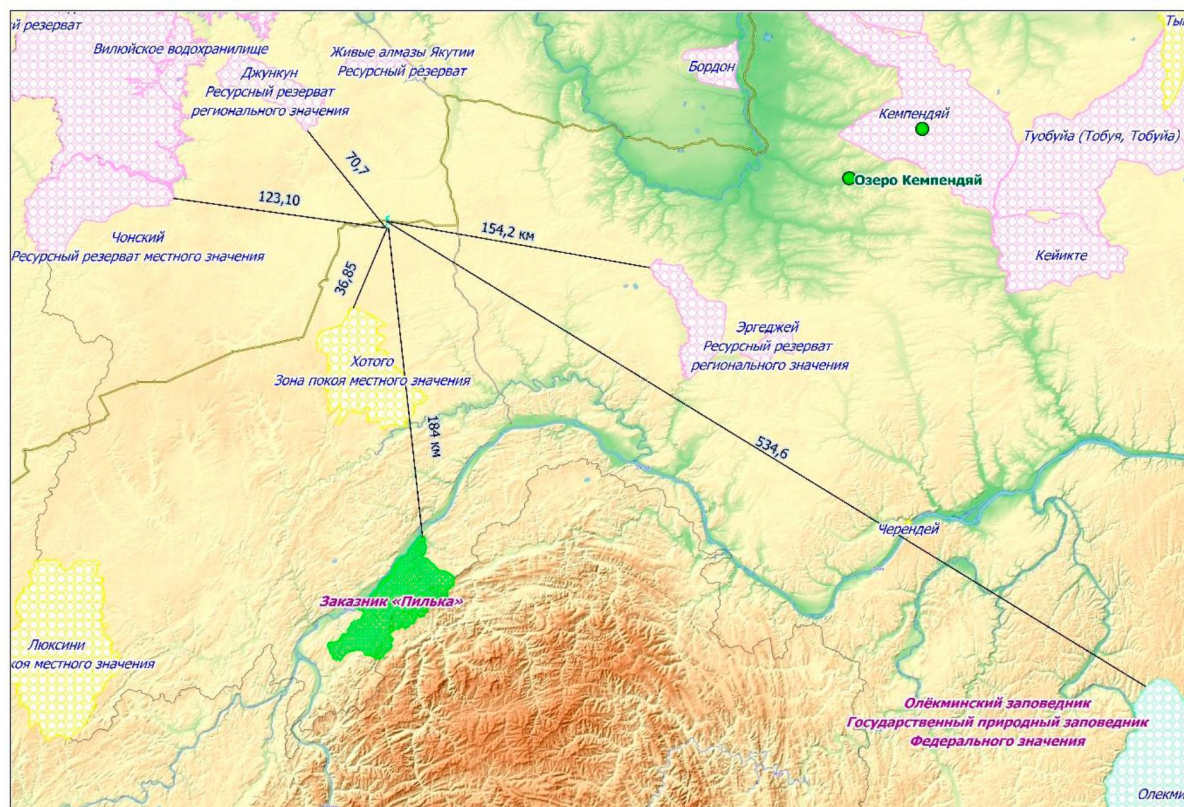 й резерват
Вилюйское водохранилище
Джункун
Ресурсный резерват
регионального значения
Живые алмазы Якутии
Ресурсный резерват
Бордон
Кемпендяй
Туобуйа (Тобуя, Тобуйа)
Озеро Кемпендяй
70,7
123,10
154,2 км
36,85
Чонский
Ресурсный резерват местного значения
Кейикте
Эргеджей
Ресурсный резерват
регионального значения
Хотого
Зона покоя местного значения
184 км
534,6
Черендей
Заказник «Пилька»
Люксини
коя местного значения
Олёкминский заповедник
Государственный природный заповедник
Федерального значения
Олекми